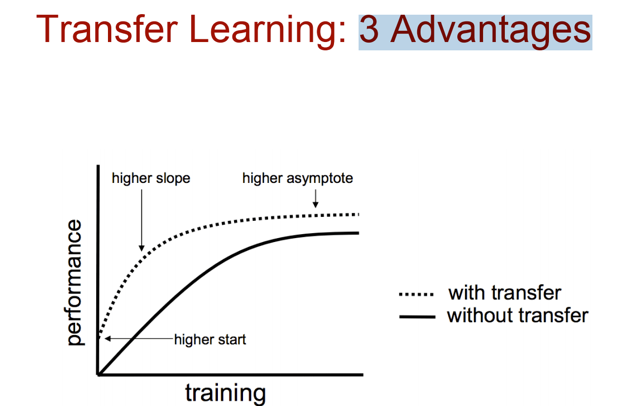 Transfer Learning: 3 Advantages
higher slope
higher asymptote
performance
with transfer
without transfer
higher start
training